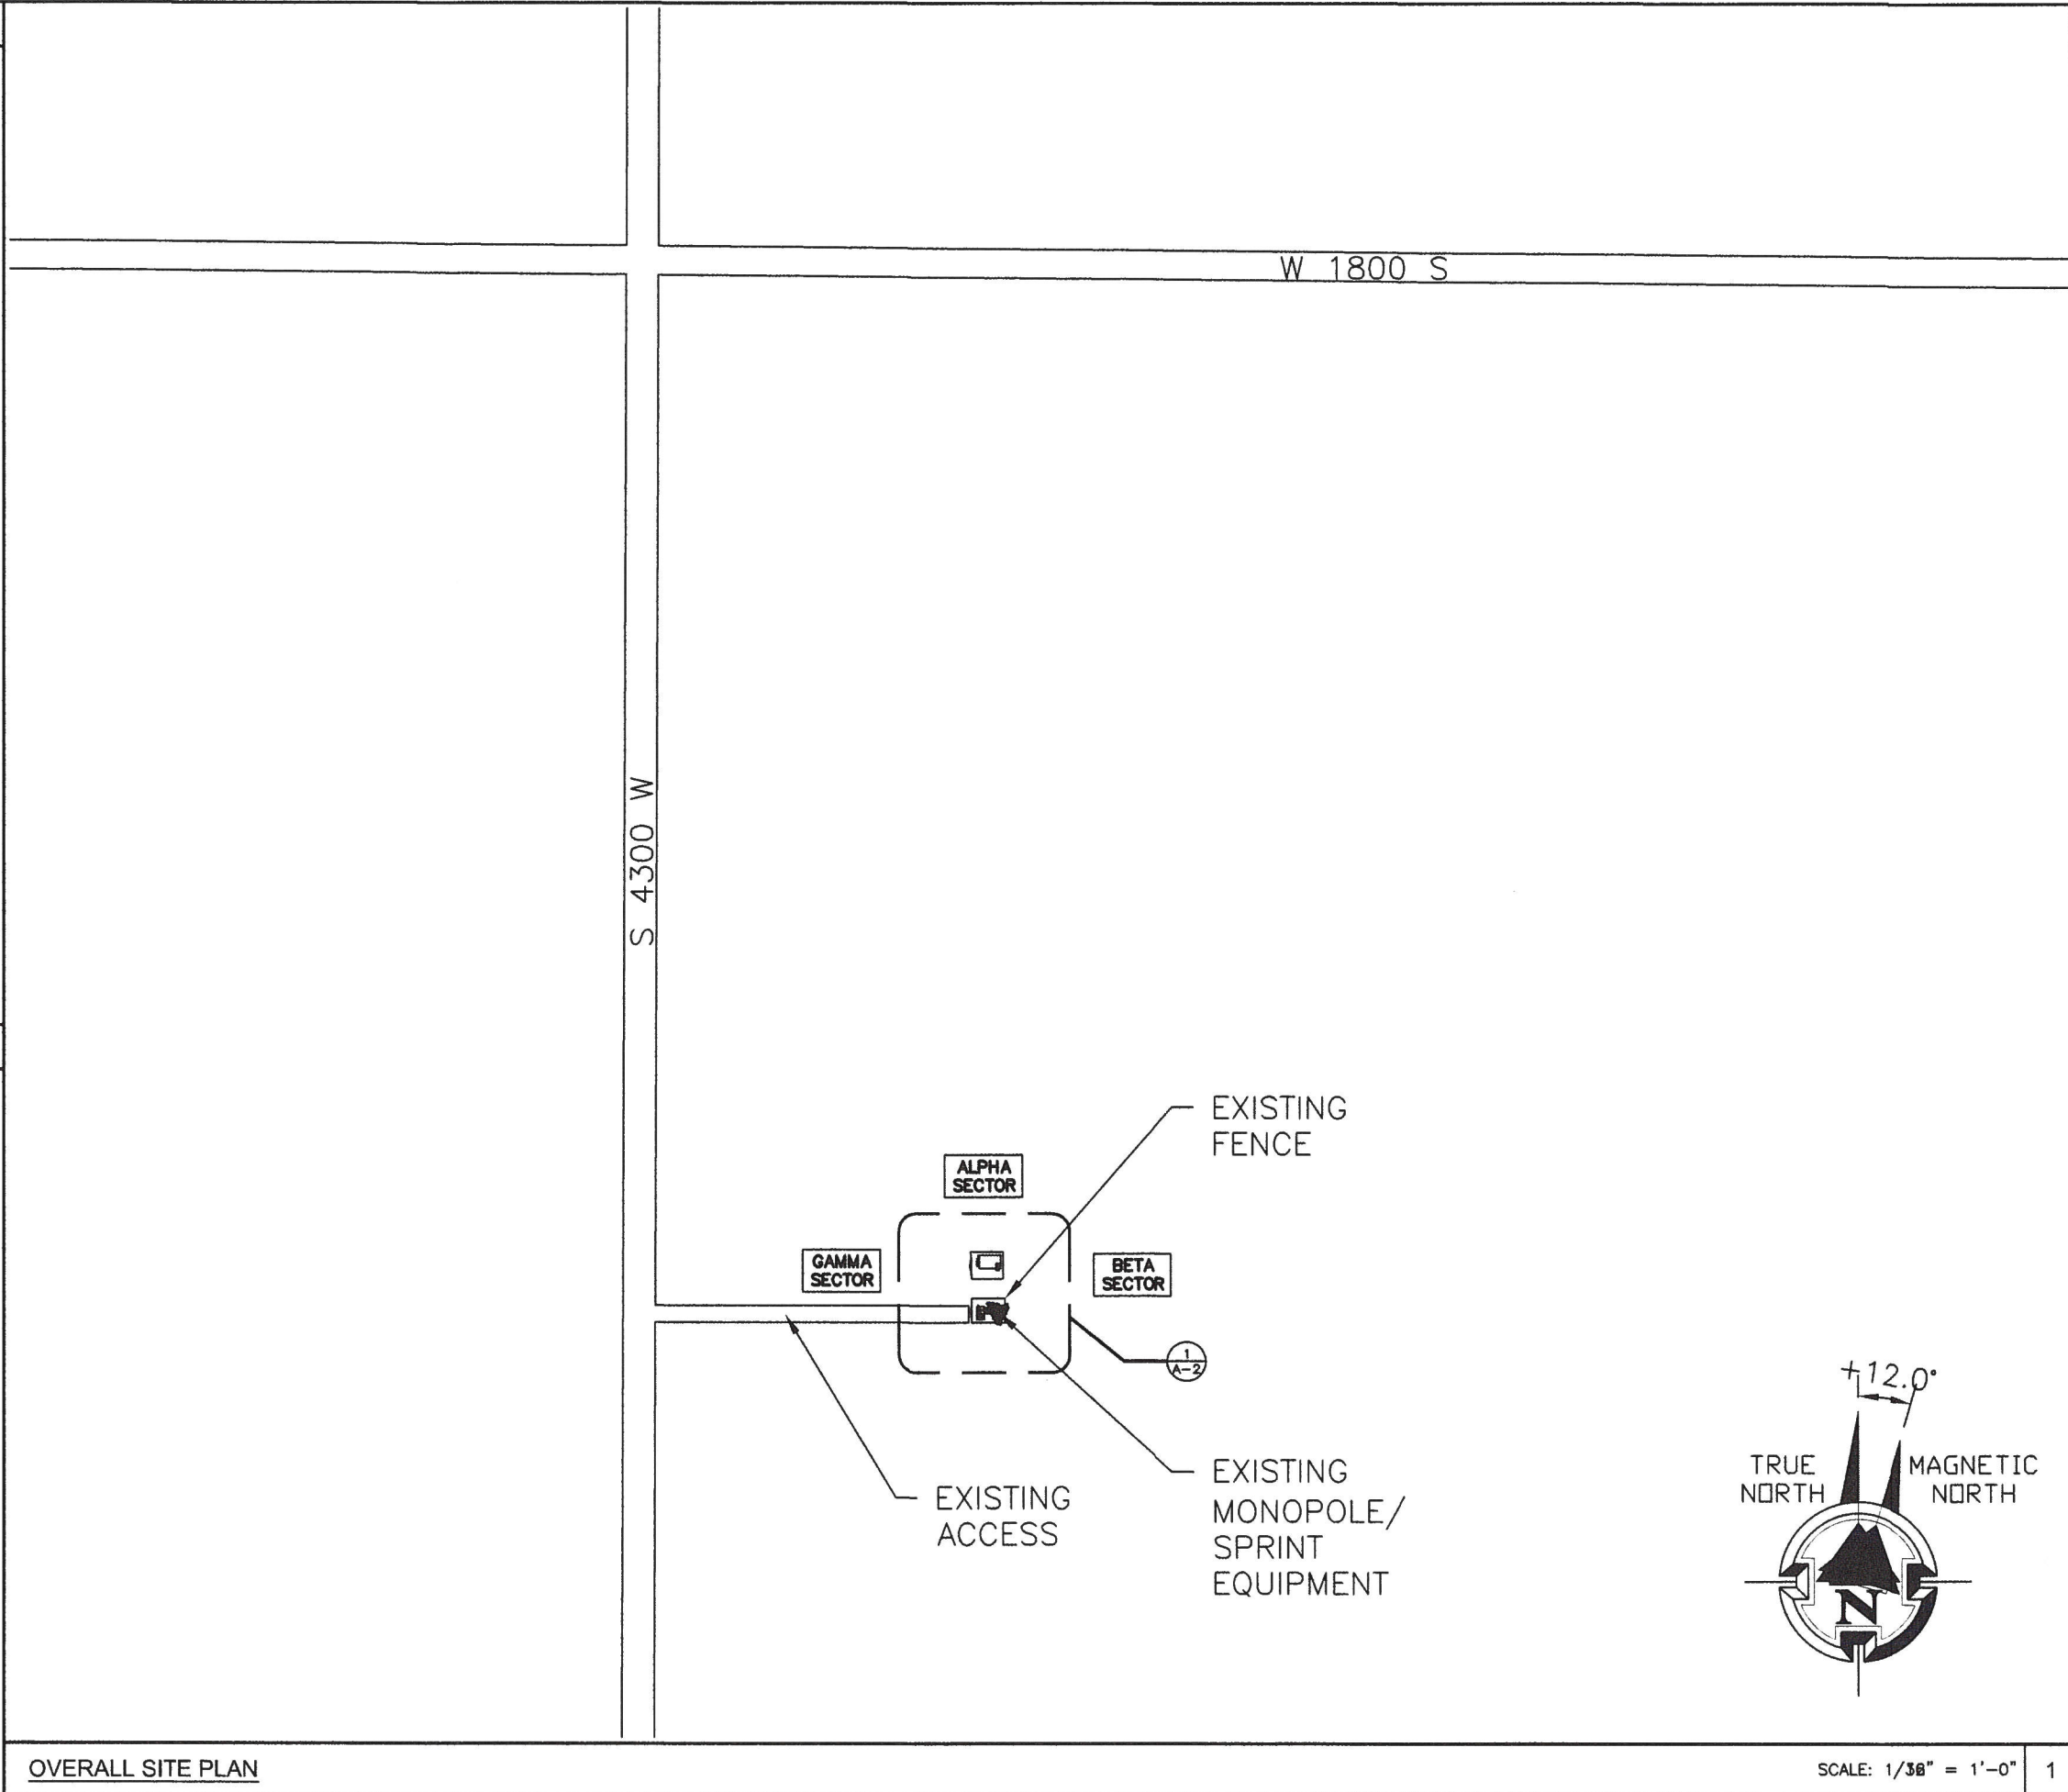 W 1800 S
S 4300 W
EXISTING
FENCE
ALPHA
SECTOR
GAMMA
SECTOR
BETA
SECTOR
1
A-2
EXISTING
ACCESS
EXISTING
MONOPOLE/
SPRINT
EQUIPMENT
+12.0°
TRUE
NORTH
MAGNETIC
NORTH
N
OVERALL SITE PLAN
SCALE: = 1'-0"
1